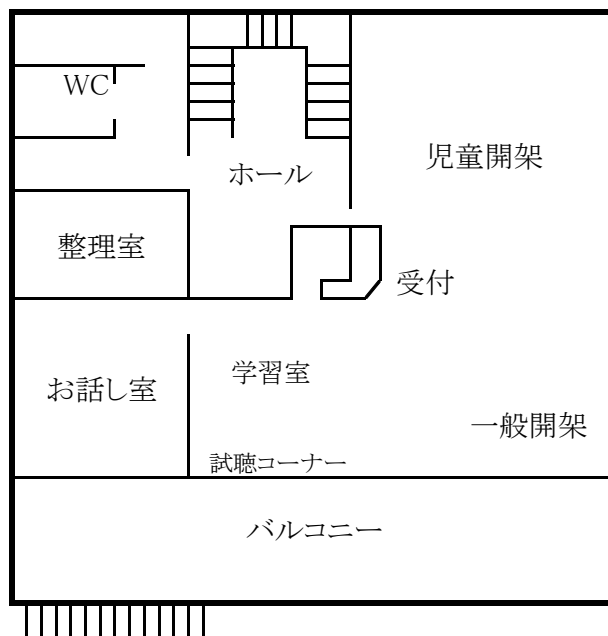 WC
ホール
児童開架
整理室
受付
お話し室
学習室
一般開架
試聴コーナー
バルコニー